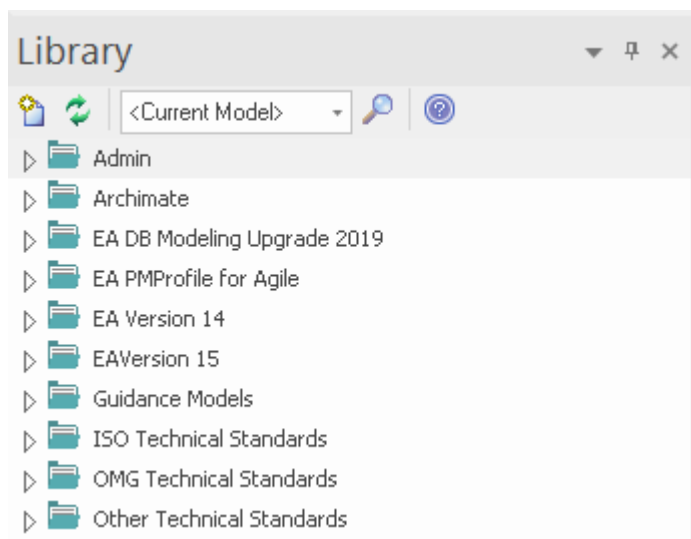 Library
<Current Model>
Admin
Archimate
EA DB Modeling Upgrade 2019
EA PMProfile for Agile
EA Version 14
EAVersion 15
Guidance Models
ISO Technical Standards
OMG Technical Standards
Other Technical Standards